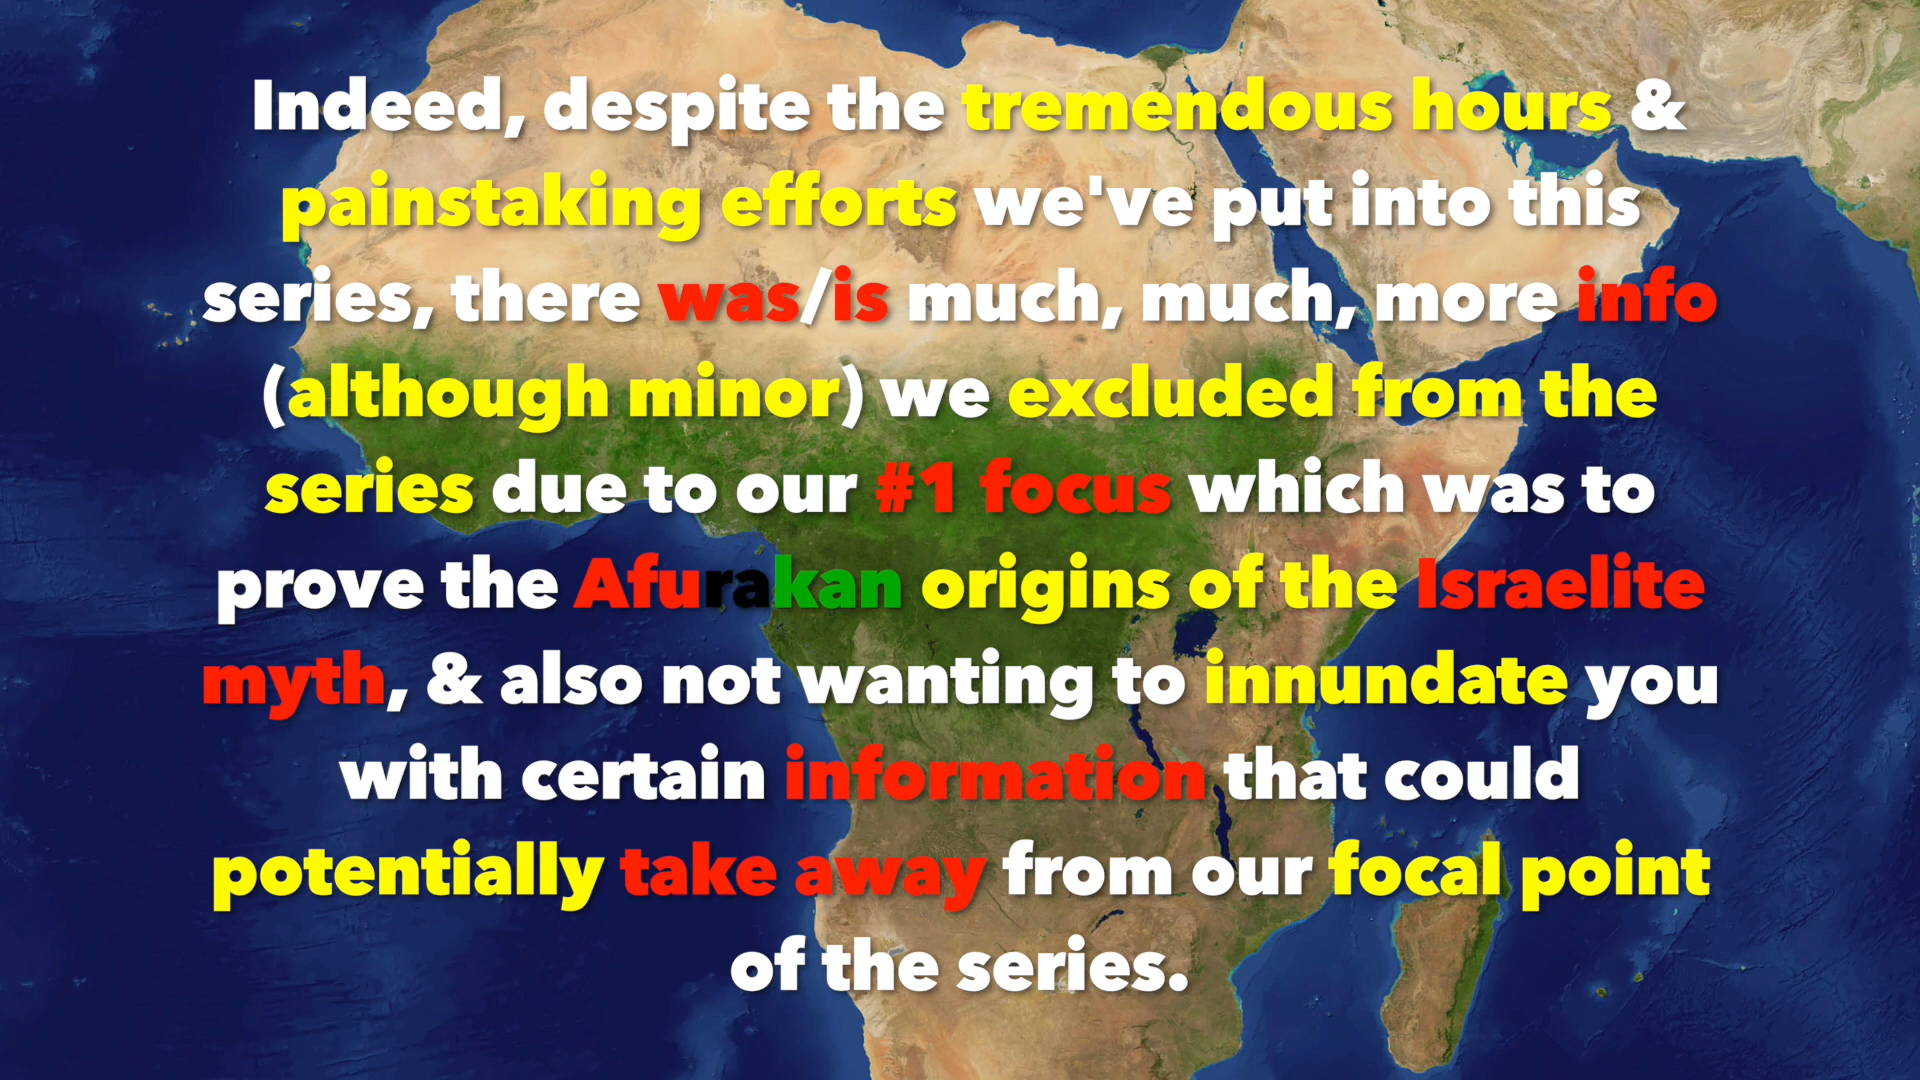 Indeed, despite the tremendous hours &
painstaking efforts we've put into this
series, there was/is much, much, more info
(although minor) we excluded from the
series due to our #1 focus which was to
prove the Afurakan origins of the Israelite
myth, & also not wanting to innundate you
with certain information that could
potentially take away from our focal point
of the series.